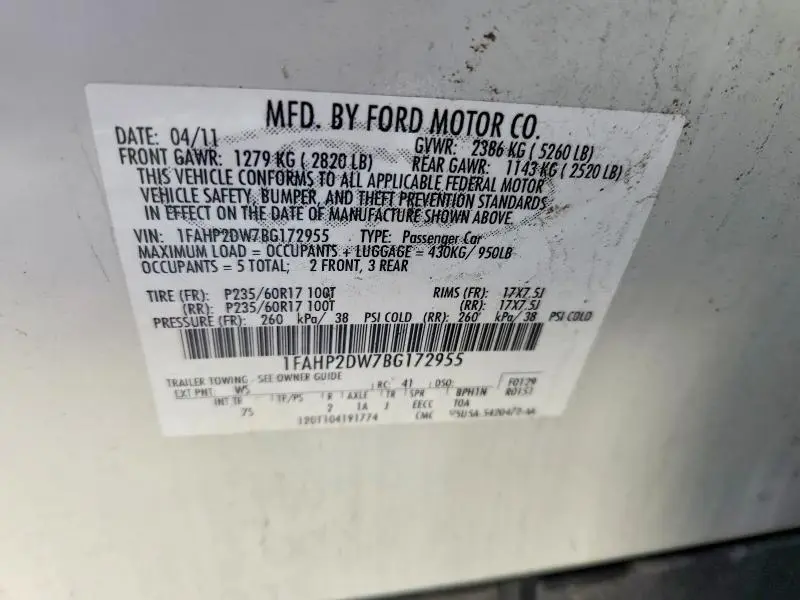 MFD. BY FORD MOTOR CO.
DATE: 04/11 GVWR: 2386 KG ( 5260 LB)
FRONT GAWR: 1279 KG ( 2820 LB) REAR GAWR: 1143 KG ( 2520 LB)
THIS VEHICLE CONFORMS TO ALL APPLICABLE FEDERAL MOTOR
VEHICLE SAFETY, BUMPER, AND THEFT PREVENTION STANDARDS
IN EFFECT ON THE DATE OF MANUFACTURE SHOWN ABOVE.
VIN: 1FAHP2DW7BG172955 TYPE: Passenger Car
MAXIMUM LOAD = OCCUPANTS + LUGGAGE = 430KG/ 950LB
OCCUPANTS = 5 TOTAL; 2 FRONT, 3 REAR
TIRE (FR): P235/60R17 100T RIMS (FR): 17X7.5J
(RR): P235/60R17 100T (RR): 17X7.5J
PRESSURE (FR): 260 kPa/ 38 PSI COLD (RR): 260 kPa/ 38 PSI COLD
1FAHP2DW7BG172955
TRAILER TOWING - SEE OWNER GUIDE
EXT PNT: WS RC: 41 DSO: F0129
INT TR TP/PS R AXLE TR SPR BPH1N R0151
75 2 1A J EECC TOA
120T104191774 CMC